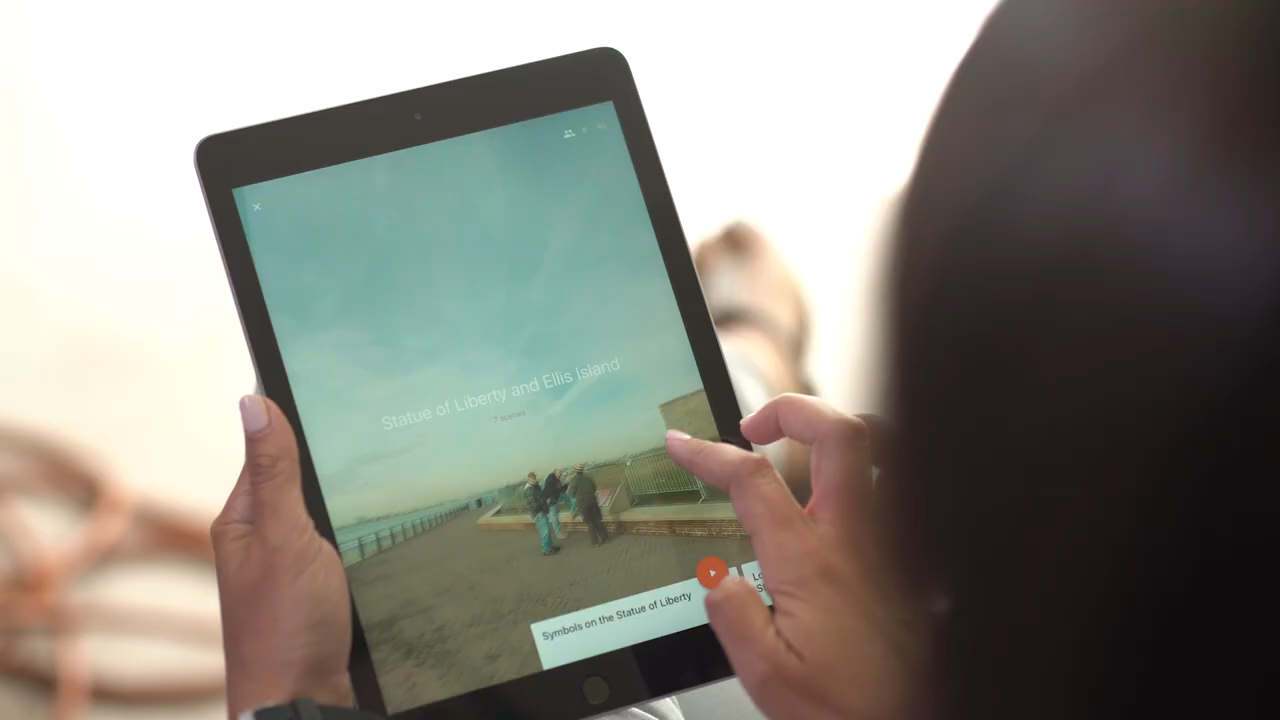 Statue of Liberty and Ellis Island
7 scenes
Symbols on the Statue of Liberty